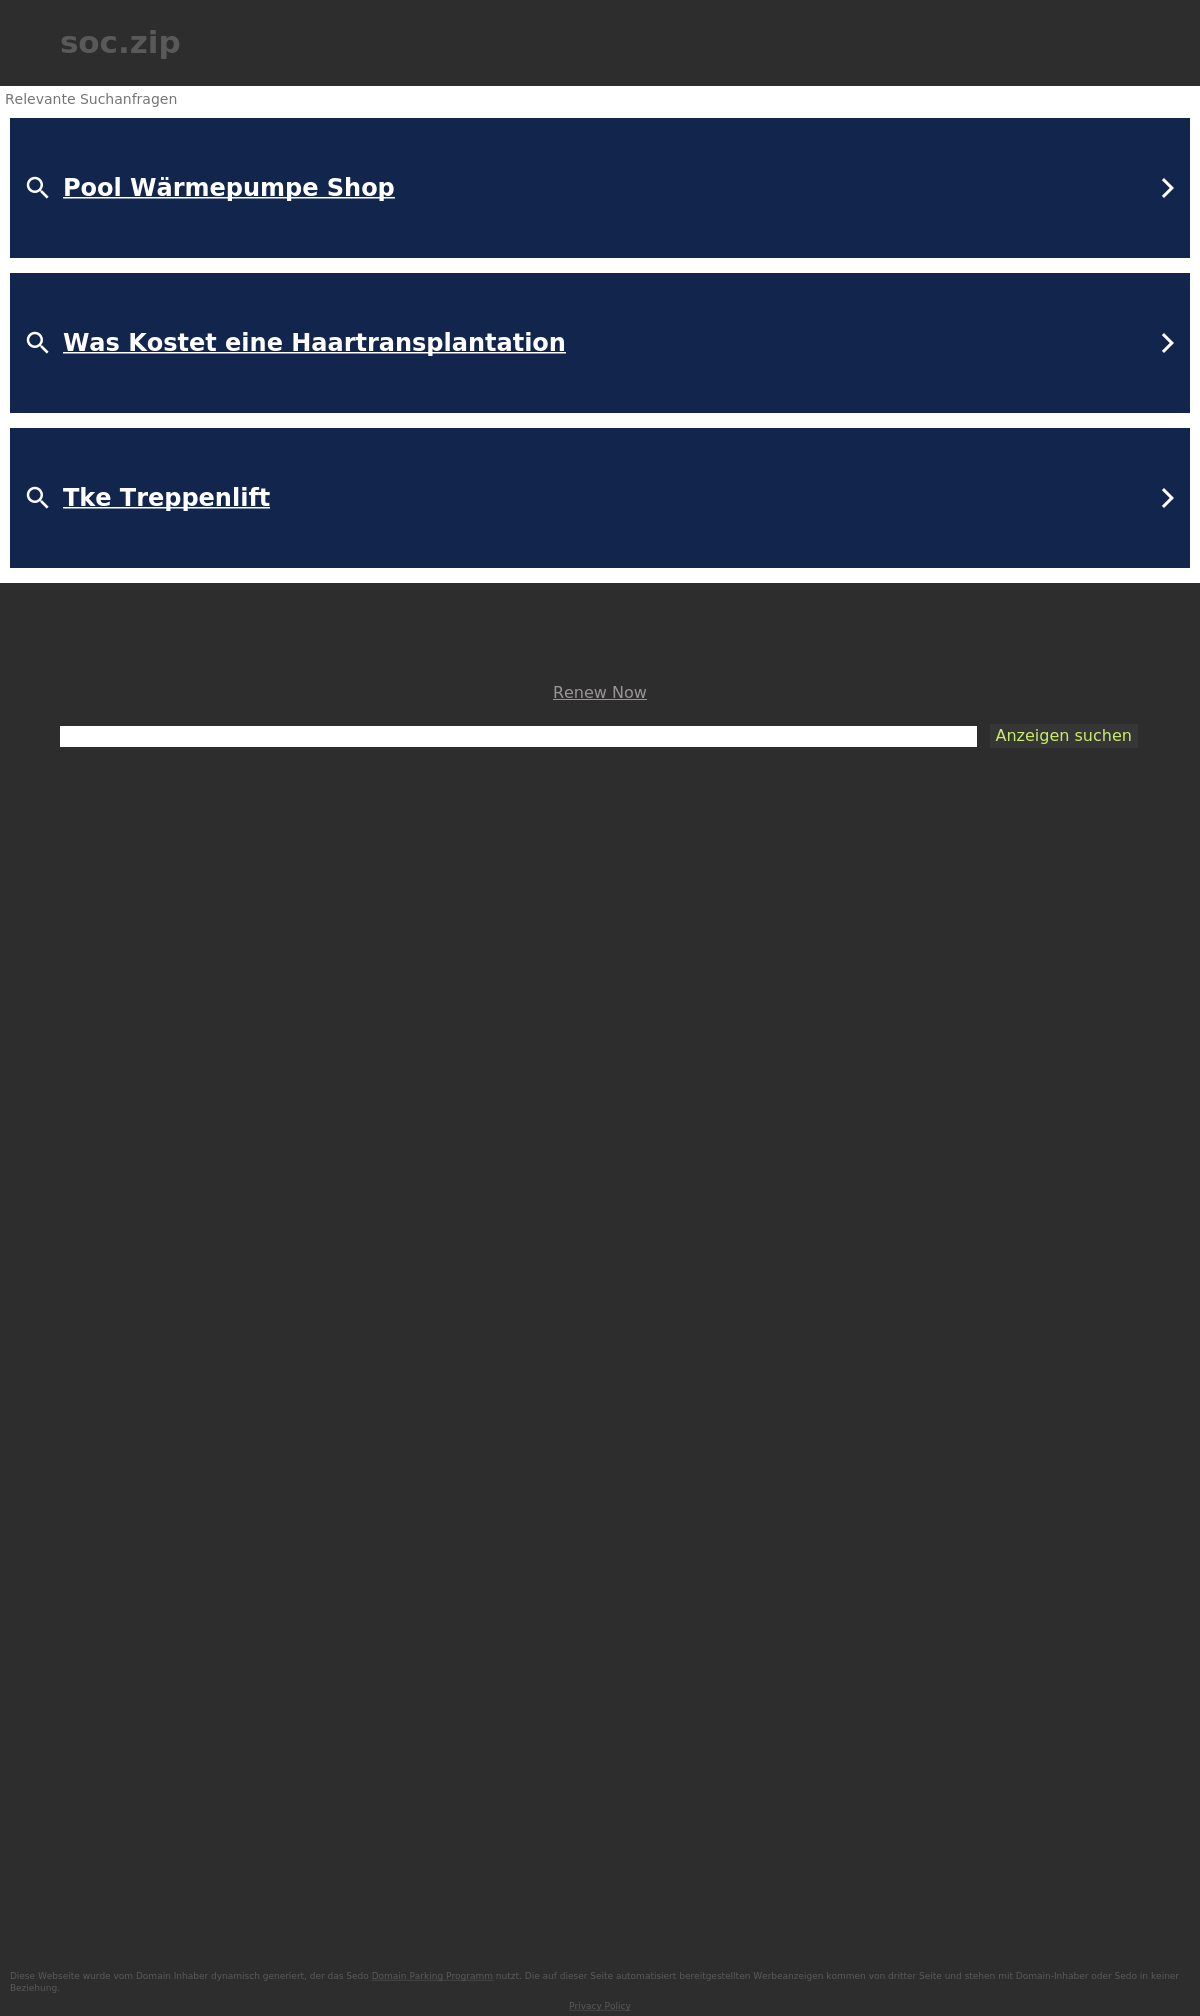 soc.zip
Relevante Suchanfragen
Pool Wärmepumpe Shop
Was Kostet eine Haartransplantation
Tke Treppenlift
Renew Now
Anzeigen suchen
Diese Webseite wurde vom Domain Inhaber dynamisch generiert, der das Sedo Domain Parking Programm nutzt. Die auf dieser Seite automatisiert bereitgestellten Werbeanzeigen kommen von dritter Seite und stehen mit Domain-Inhaber oder Sedo in keiner
Beziehung.
Privacy Policy